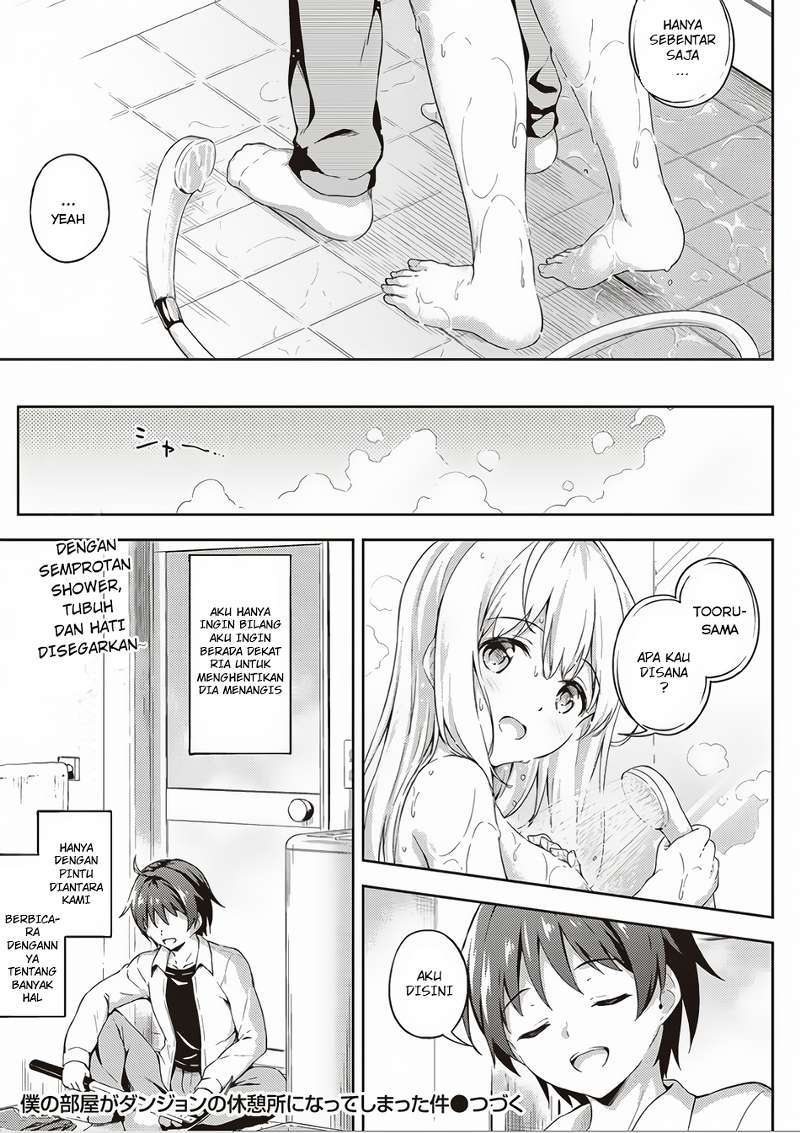 HANYA
SEBENTAR
SAJA
...
...
YEAH
シャー...
TOORU-
SAMA
APA KAU
DISANA
?
AKU HANYA
INGIN BILANG
AKU INGIN
BERADA DEKAT
RIA UNTUK
MENGHENTIKAN
DIA MENANGIS
DENGAN
SEMPROTAN
SHOWER,
TUBUH
DAN HATI
DISEGARKAN~
AKU
DISINI
HANYA
DENGAN
PINTU
DIANTARA
KAMI
BERBICA-
RA
DENGANN
YA
TENTANG
BANYAK
HAL
僕の部屋がダンジョンの休憩所になってしまった件●つづく